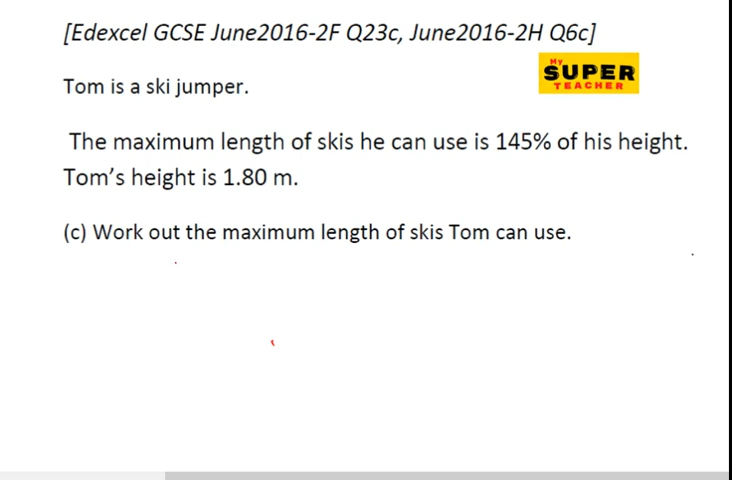 [Edexcel GCSE June2016-2F Q23c, June2016-2H Q6c]
My
SUPER
TEACHER
Tom is a ski jumper.
The maximum length of skis he can use is 145% of his height.
Tom's height is 1.80 m.
(c) Work out the maximum length of skis Tom can use.